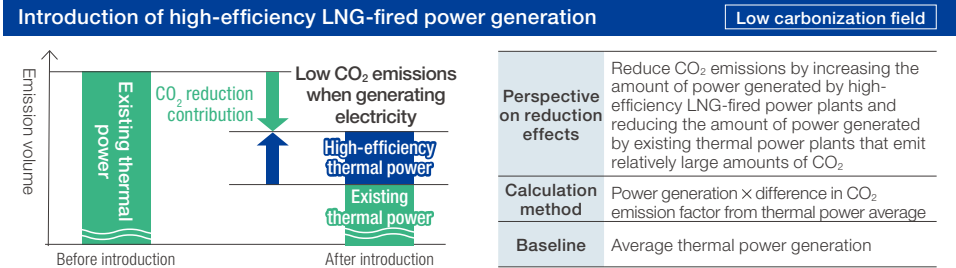 Introduction of high-efficiency LNG-fired power generation
Low carbonization field
Emission volume
Existing thermal
power
CO₂ reduction
contribution
Low CO₂ emissions
when generating
electricity
High-efficiency
thermal power
Existing
thermal power
Before introduction
After introduction
Perspective
on reduction
effects
Reduce CO₂ emissions by increasing the
amount of power generated by high-
efficiency LNG-fired power plants and
reducing the amount of power generated
by existing thermal power plants that emit
relatively large amounts of CO₂
Calculation
method
Power generation × difference in CO₂
emission factor from thermal power average
Baseline
Average thermal power generation